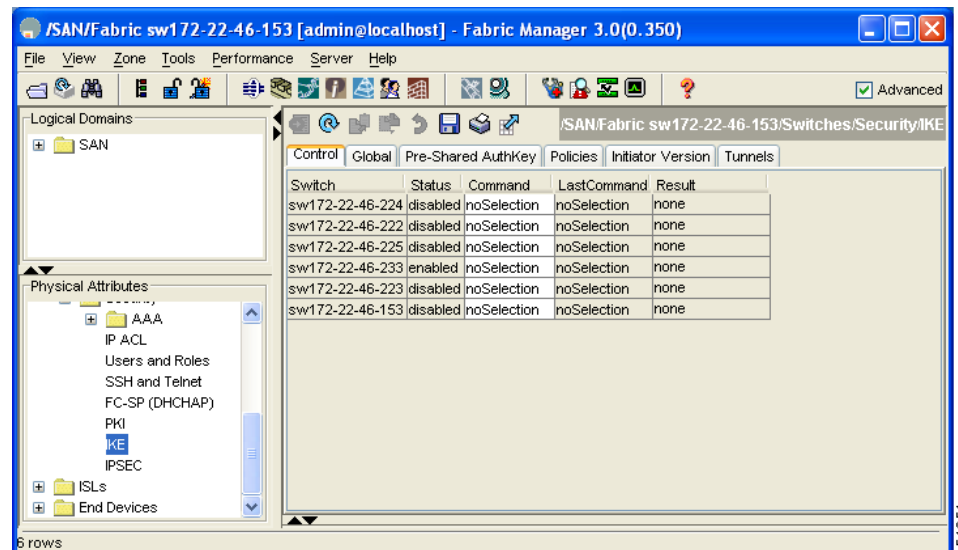 /SAN/Fabric sw172-22-46-153 [admin@localhost] - Fabric Manager 3.0(0.350)
File View Zone Tools Performance Server Help
Advanced
Logical Domains
SAN
/SAN/Fabric sw172-22-46-153/Switches/Security/IKE
Control Global Pre-Shared AuthKey Policies Initiator Version Tunnels
Switch Status Command LastCommand Result
sw172-22-46-224 disabled noSelection noSelection none
sw172-22-46-222 disabled noSelection noSelection none
sw172-22-46-225 disabled noSelection noSelection none
sw172-22-46-233 enabled noSelection noSelection none
sw172-22-46-223 disabled noSelection noSelection none
sw172-22-46-153 disabled noSelection noSelection none
Physical Attributes
AAA
IP ACL
Users and Roles
SSH and Telnet
FC-SP (DHCHAP)
PKI
IKE
IPSEC
ISLs
End Devices
6 rows